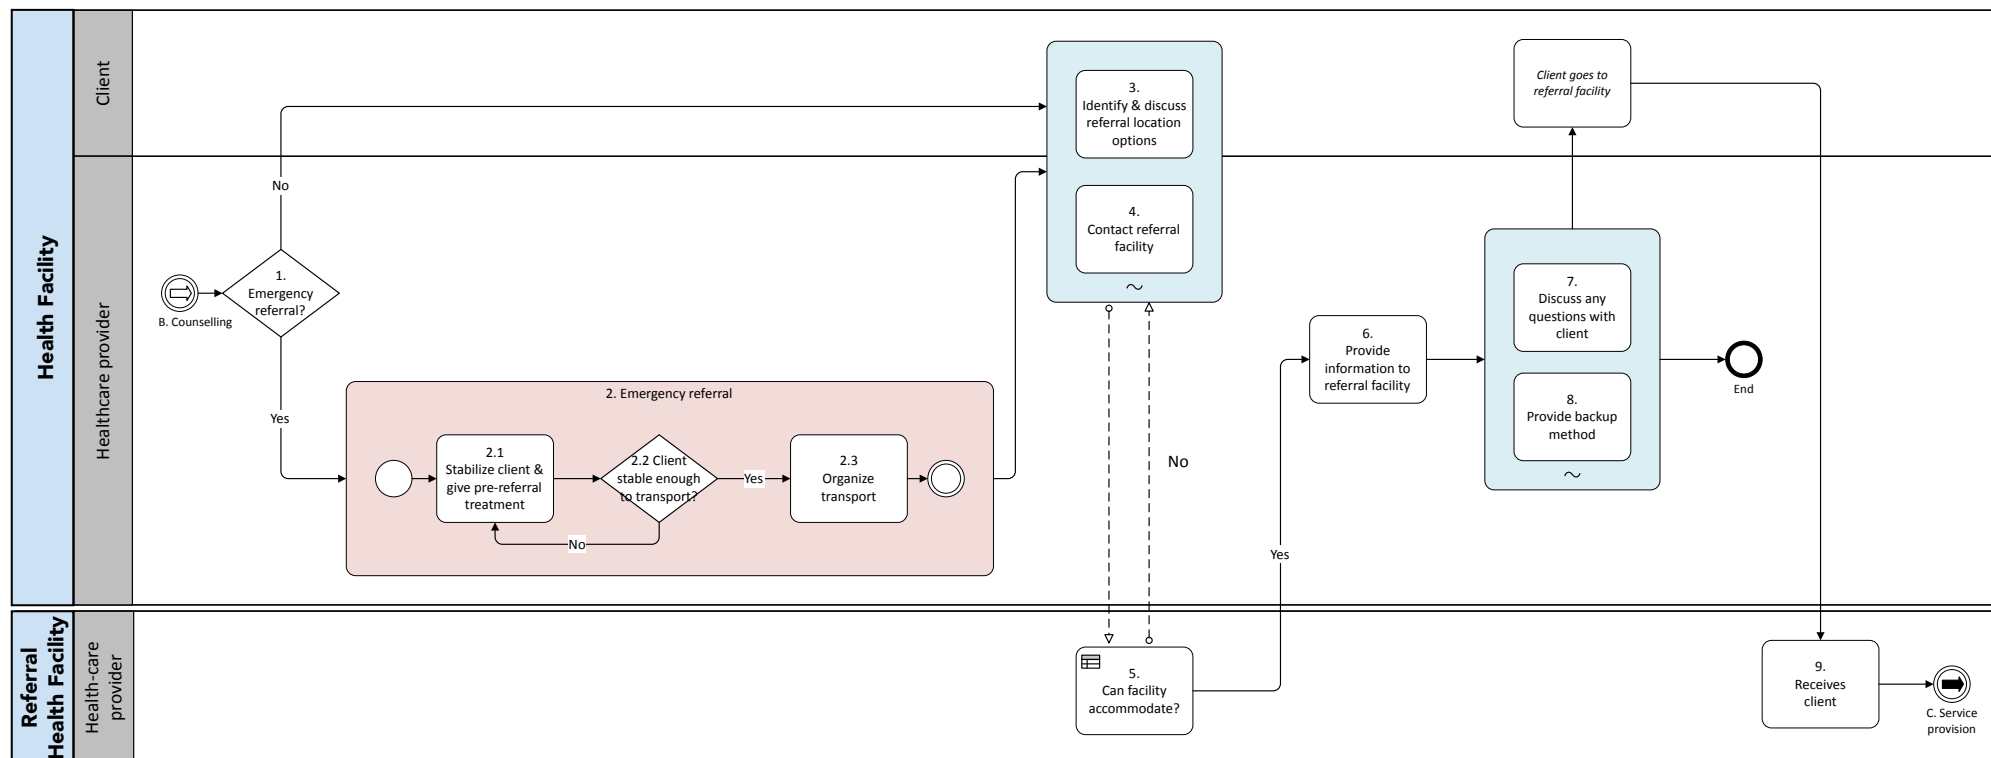 Health Facility
Client
Healthcare provider
B. Counselling
1.
Emergency
referral?
No
Yes
2. Emergency referral
2.1
Stabilize client &
give pre-referral
treatment
2.2 Client
stable enough
to transport?
Yes
No
2.3
Organize
transport
3.
Identify & discuss
referral location
options
4.
Contact referral
facility
No
Yes
6.
Provide
information to
referral facility
7.
Discuss any
questions with
client
8.
Provide backup
method
Client goes to
referral facility
End
Referral
Health Facility
Health-care
provider
5.
Can facility
accommodate?
9.
Receives
client
C. Service
provision